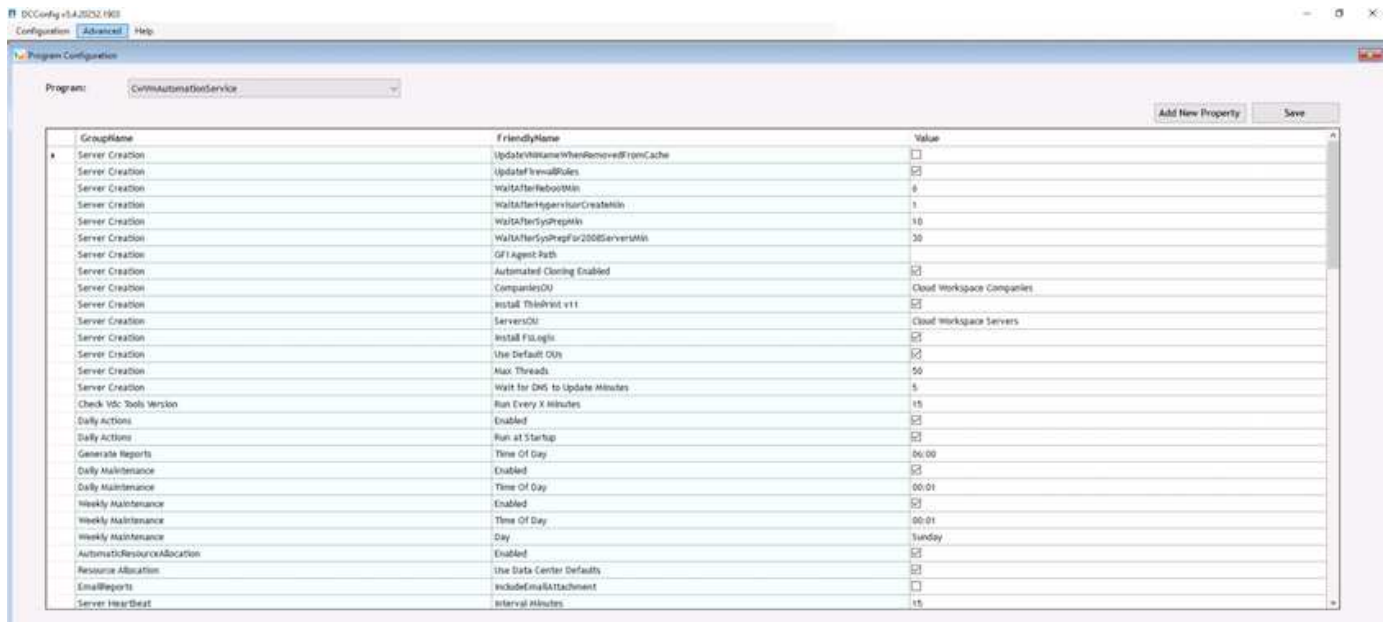 DCConfig v5.4.20252.1903
Configuration Advanced Help
Program Configuration
Program: CwVmAutomationService
Add New Property Save
GroupName FriendlyName Value
Server Creation UpdateVMNameWhenRemovedFromCache
Server Creation UpdateFirewallRules
Server Creation WaitAfterRebootMin 6
Server Creation WaitAfterHypervisorCreateMin 1
Server Creation WaitAfterSysPrepMin 10
Server Creation WaitAfterSysPrepFor2008ServersMin 30
Server Creation GFI Agent Path
Server Creation Automated Cloning Enabled
Server Creation CompaniesOU Cloud Workspace Companies
Server Creation Install ThinPrint v11
Server Creation ServersOU Cloud Workspace Servers
Server Creation Install FsLogix
Server Creation Use Default OUs
Server Creation Max Threads 50
Server Creation Wait for DNS to Update Minutes 5
Check Vdc Tools Version Run Every X Minutes 15
Daily Actions Enabled
Daily Actions Run at Startup
Generate Reports Time Of Day 06:00
Daily Maintenance Enabled
Daily Maintenance Time Of Day 00:01
Weekly Maintenance Enabled
Weekly Maintenance Time Of Day 00:01
Weekly Maintenance Day Sunday
AutomaticResourceAllocation Enabled
Resource Allocation Use Data Center Defaults
EmailReports IncludeEmailAttachment
Server Heartbeat Interval Minutes 15